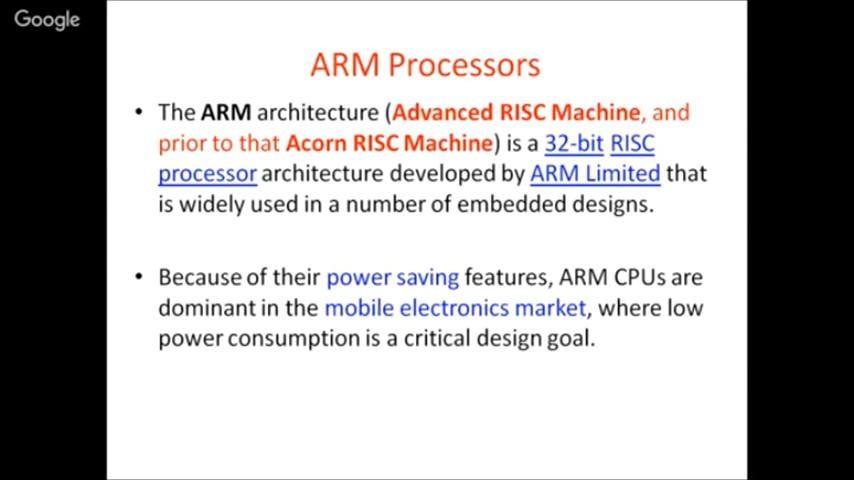 Google
ARM Processors
• The ARM architecture (Advanced RISC Machine, and
prior to that Acorn RISC Machine) is a 32-bit RISC
processor architecture developed by ARM Limited that
is widely used in a number of embedded designs.
• Because of their power saving features, ARM CPUs are
dominant in the mobile electronics market, where low
power consumption is a critical design goal.